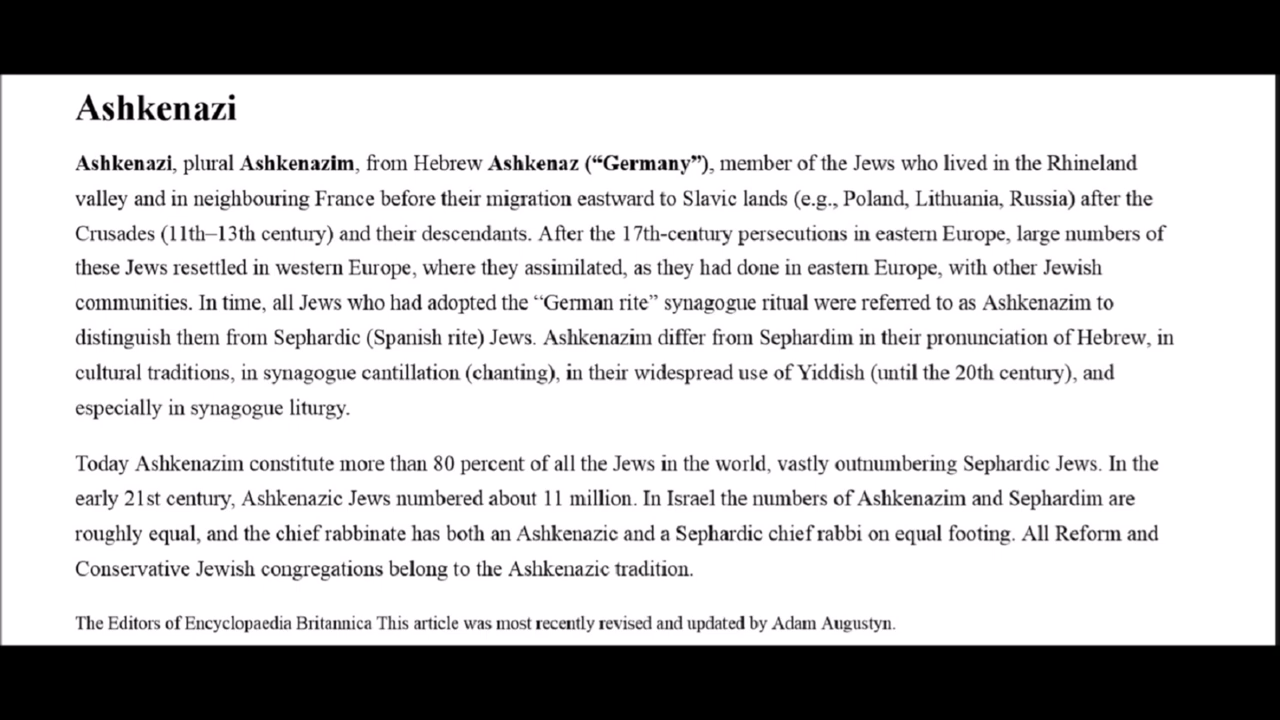 Ashkenazi
Ashkenazi, plural Ashkenazim, from Hebrew Ashkenaz (“Germany”), member of the Jews who lived in the Rhineland
valley and in neighbouring France before their migration eastward to Slavic lands (e.g., Poland, Lithuania, Russia) after the
Crusades (11th–13th century) and their descendants. After the 17th-century persecutions in eastern Europe, large numbers of
these Jews resettled in western Europe, where they assimilated, as they had done in eastern Europe, with other Jewish
communities. In time, all Jews who had adopted the “German rite” synagogue ritual were referred to as Ashkenazim to
distinguish them from Sephardic (Spanish rite) Jews. Ashkenazim differ from Sephardim in their pronunciation of Hebrew, in
cultural traditions, in synagogue cantillation (chanting), in their widespread use of Yiddish (until the 20th century), and
especially in synagogue liturgy.
Today Ashkenazim constitute more than 80 percent of all the Jews in the world, vastly outnumbering Sephardic Jews. In the
early 21st century, Ashkenazic Jews numbered about 11 million. In Israel the numbers of Ashkenazim and Sephardim are
roughly equal, and the chief rabbinate has both an Ashkenazic and a Sephardic chief rabbi on equal footing. All Reform and
Conservative Jewish congregations belong to the Ashkenazic tradition.
The Editors of Encyclopaedia Britannica This article was most recently revised and updated by Adam Augustyn.